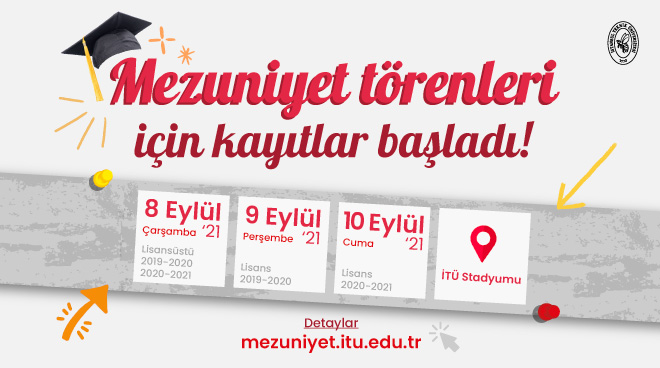 Mezuniyet törenleri
için kayıtlar başladı!
8 Eylül
Çarşamba '21
Lisansüstü
2019-2020
2020-2021
9 Eylül
Perşembe '21
Lisans
2019-2020
10 Eylül
Cuma '21
Lisans
2020-2021
İTÜ Stadyumu
Detaylar
mezuniyet.itu.edu.tr